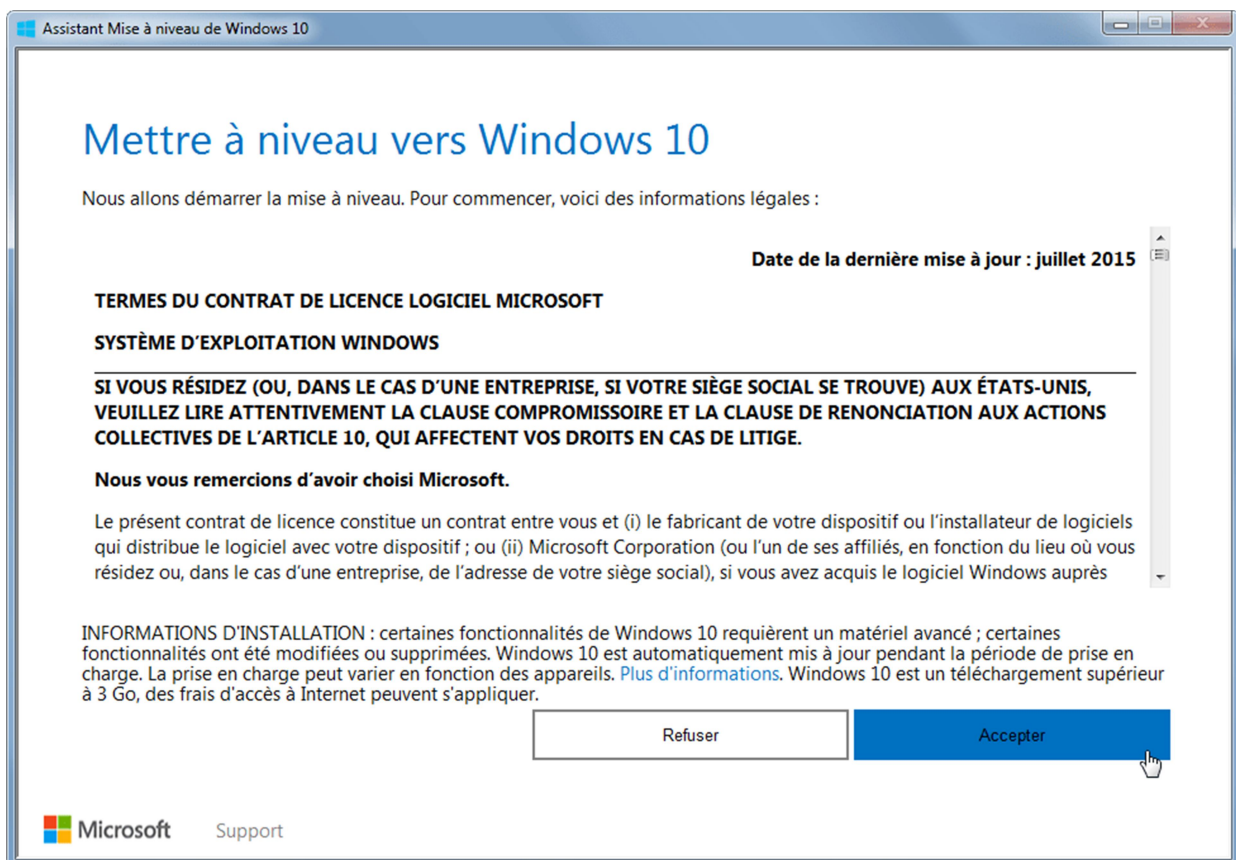 Assistant Mise à niveau de Windows 10
Mettre à niveau vers Windows 10
Nous allons démarrer la mise à niveau. Pour commencer, voici des informations légales :
Date de la dernière mise à jour : juillet 2015
TERMES DU CONTRAT DE LICENCE LOGICIEL MICROSOFT
SYSTÈME D’EXPLOITATION WINDOWS
SI VOUS RÉSIDEZ (OU, DANS LE CAS D’UNE ENTREPRISE, SI VOTRE SIÈGE SOCIAL SE TROUVE) AUX ÉTATS-UNIS,
VEUILLEZ LIRE ATTENTIVEMENT LA CLAUSE COMPROMISSOIRE ET LA CLAUSE DE RENONCIATION AUX ACTIONS
COLLECTIVES DE L’ARTICLE 10, QUI AFFECTENT VOS DROITS EN CAS DE LITIGE.
Nous vous remercions d’avoir choisi Microsoft.
Le présent contrat de licence constitue un contrat entre vous et (i) le fabricant de votre dispositif ou l’installateur de logiciels
qui distribue le logiciel avec votre dispositif ; ou (ii) Microsoft Corporation (ou l’un de ses affiliés, en fonction du lieu où vous
résidez ou, dans le cas d’une entreprise, de l’adresse de votre siège social), si vous avez acquis le logiciel Windows auprès
INFORMATIONS D'INSTALLATION : certaines fonctionnalités de Windows 10 requièrent un matériel avancé ; certaines
fonctionnalités ont été modifiées ou supprimées. Windows 10 est automatiquement mis à jour pendant la période de prise en
charge. La prise en charge peut varier en fonction des appareils. Plus d'informations. Windows 10 est un téléchargement supérieur
à 3 Go, des frais d'accès à Internet peuvent s'appliquer.
Refuser
Accepter
Microsoft
Support